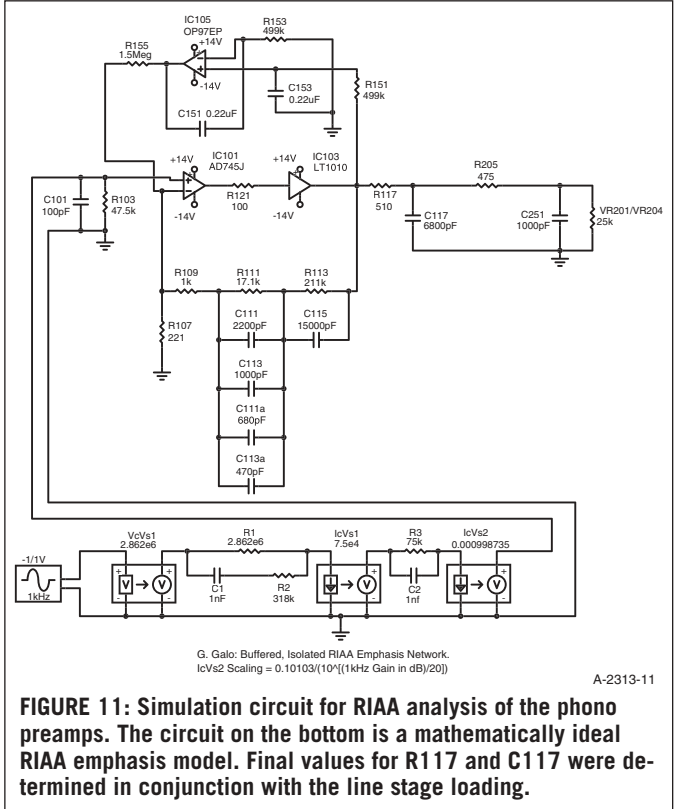 IC105
OP97EP
R153
499k
+14V
R155
1.5Meg
-14V
C153
0.22uF
R151
499k
C151 0.22uF
+14V
IC101
AD745J
+14V
IC103
LT1010
R205
475
C101
100pF
R103
47.5k
-14V
R121
100
-14V
R117
510
C117
6800pF
C251
1000pF
VR201/VR204
25k
R109
1k
R111
17.1k
R113
211k
R107
221
C111
2200pF
C115
15000pF
C113
1000pF
C111a
680pF
C113a
470pF
-1/1V
1kHz
VcVs1
2.862e6
R1
2.862e6
IcVs1
7.5e4
R3
75k
IcVs2
0.000998735
C1
1nF
R2
318k
C2
1nf
G. Galo: Buffered, Isolated RIAA Emphasis Network.
IcVs2 Scaling = 0.10103/(10^[(1kHz Gain in dB)/20])
A-2313-11
FIGURE 11: Simulation circuit for RIAA analysis of the phono
preamps. The circuit on the bottom is a mathematically ideal
RIAA emphasis model. Final values for R117 and C117 were de-
termined in conjunction with the line stage loading.